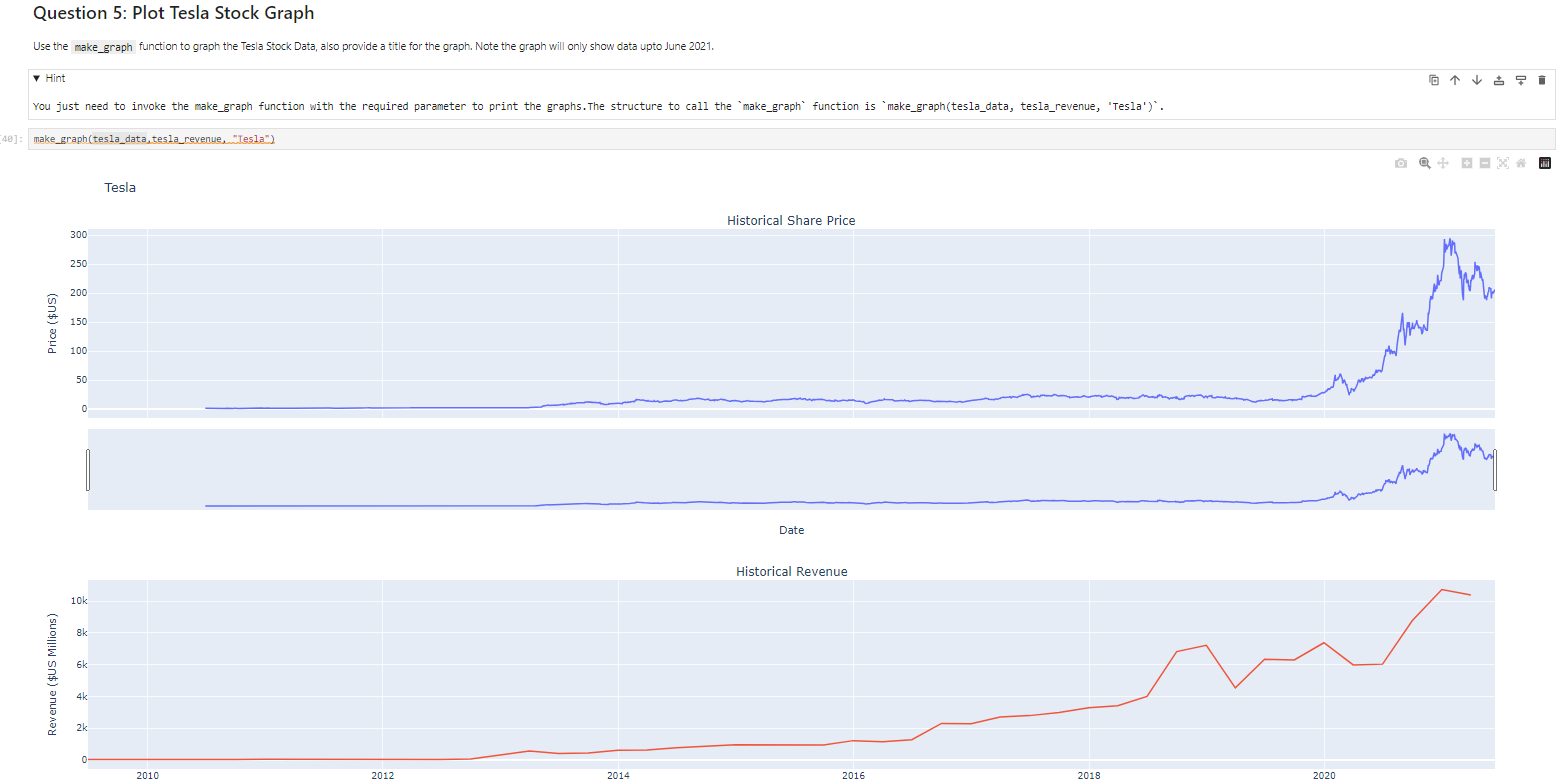 Question 5: Plot Tesla Stock Graph
Use the make_graph function to graph the Tesla Stock Data, also provide a title for the graph. Note the graph will only show data upto June 2021.
▼ Hint
You just need to invoke the make_graph function with the required parameter to print the graphs.The structure to call the `make_graph` function is `make_graph(tesla_data, tesla_revenue, 'Tesla')`.
[40]: make_graph(tesla_data,tesla_revenue, "Tesla")
Tesla
Historical Share Price
300
250
200
150
100
50
0
Price ($US)
Date
Historical Revenue
10k
8k
6k
4k
2k
0
Revenue ($US Millions)
2010 2012 2014 2016 2018 2020